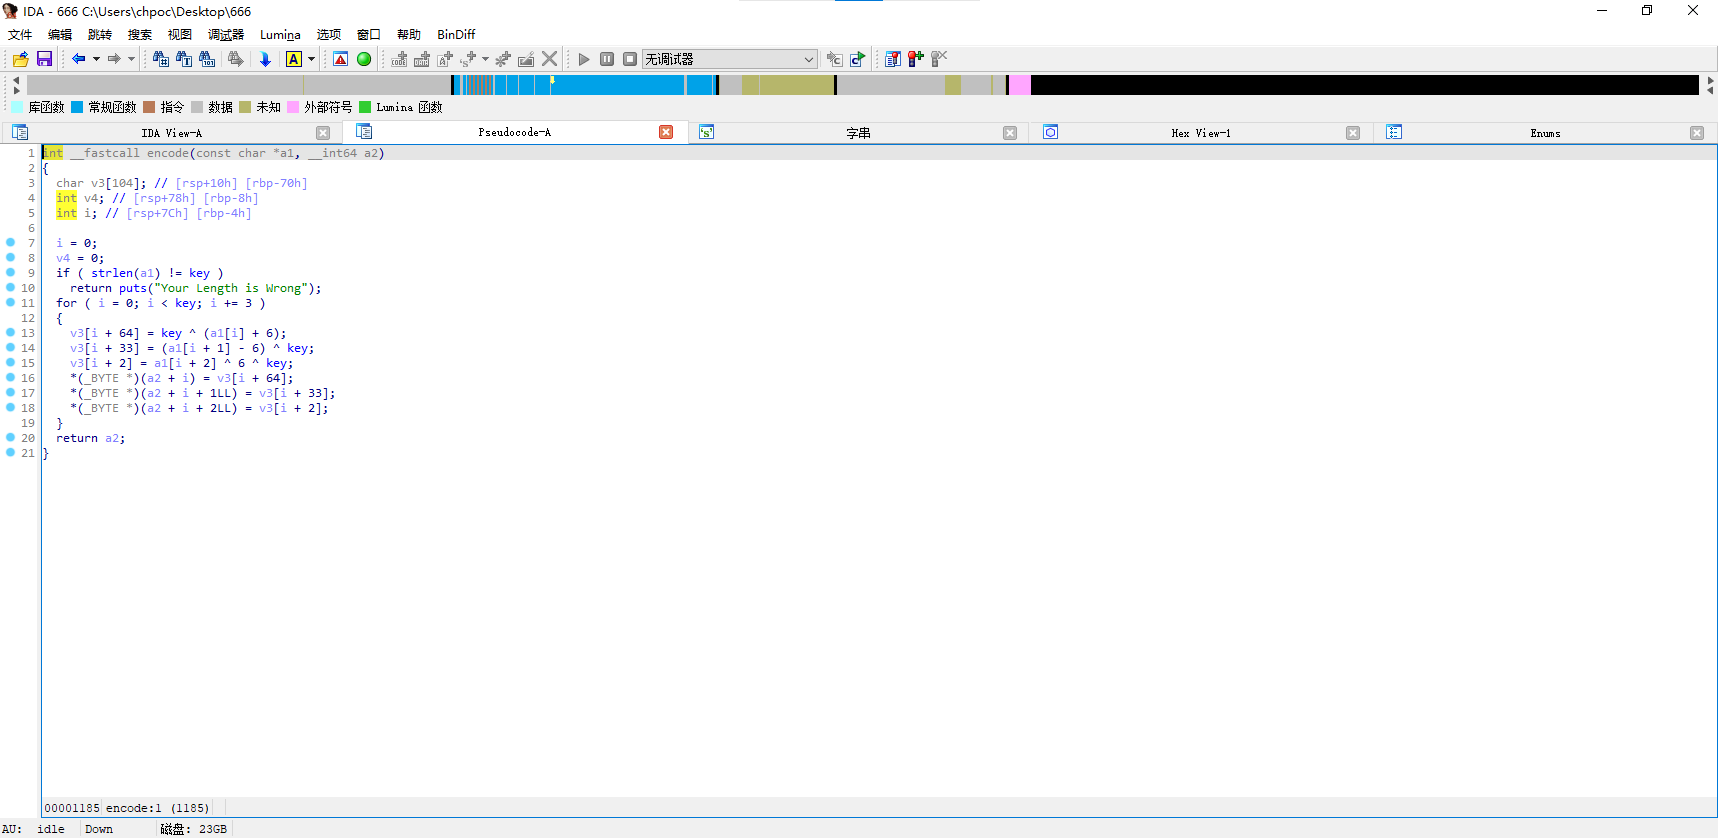 IDA - 666 C:\Users\chpoc\Desktop\666
文件 编辑 跳转 搜索 视图 调试器 Lumina 选项 窗口 帮助 BinDiff
无调试器
库函数 常规函数 指令 数据 未知 外部符号 Lumina 函数
IDA View-A Pseudocode-A 字串 Hex View-1 Enums
1 int __fastcall encode(const char *a1, __int64 a2)
2 {
3 char v3[104]; // [rsp+10h] [rbp-70h]
4 int v4; // [rsp+78h] [rbp-8h]
5 int i; // [rsp+7Ch] [rbp-4h]
6
7 i = 0;
8 v4 = 0;
9 if ( strlen(a1) != key )
10 return puts("Your Length is Wrong");
11 for ( i = 0; i < key; i += 3 )
12 {
13 v3[i + 64] = key ^ (a1[i] + 6);
14 v3[i + 33] = (a1[i + 1] - 6) ^ key;
15 v3[i + 2] = a1[i + 2] ^ 6 ^ key;
16 *(_BYTE *)(a2 + i) = v3[i + 64];
17 *(_BYTE *)(a2 + i + 1LL) = v3[i + 33];
18 *(_BYTE *)(a2 + i + 2LL) = v3[i + 2];
19 }
20 return a2;
21 }
00001185 encode:1 (1185)
AU: idle Down 磁盘: 23GB